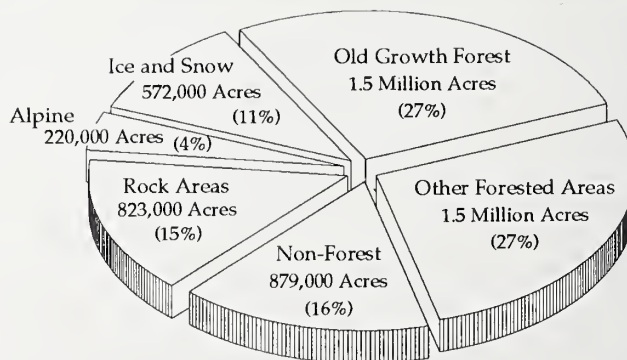 Old Growth Forest
1.5 Million Acres
(27%)
Ice and Snow
572,000 Acres
(11%)
Alpine
220,000 Acres (4%)
Rock Areas
823,000 Acres
(15%)
Non-Forest
879,000 Acres
(16%)
Other Forested Areas
1.5 Million Acres
(27%)